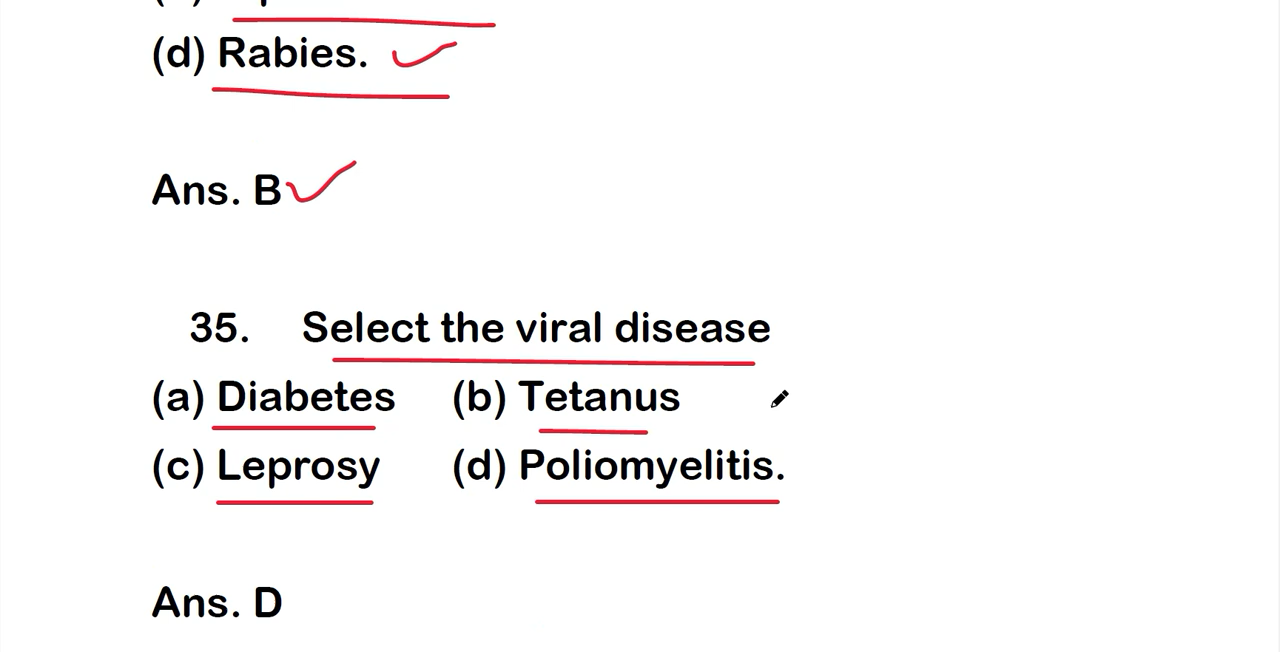 (d) Rabies.
Ans. B
35. Select the viral disease
(a) Diabetes (b) Tetanus
(c) Leprosy (d) Poliomyelitis.
Ans. D